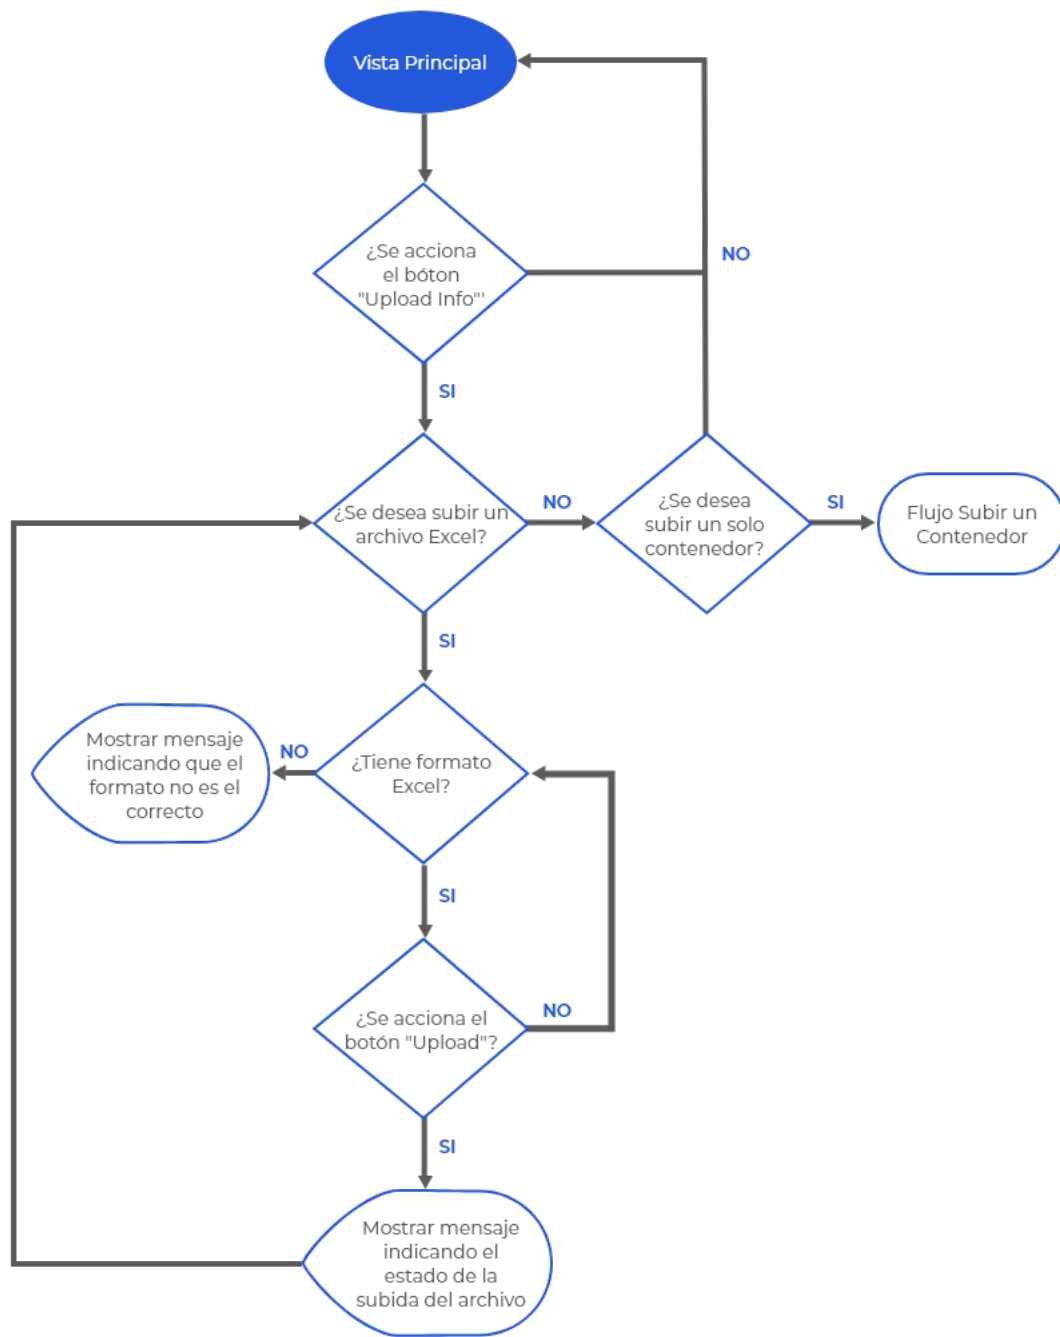 Vista Principal
¿Se acciona
el bóton
"Upload Info"'
NO
SI
¿Se desea subir un
archivo Excel?
NO
¿Se desea
subir un solo
contenedor?
SI
Flujo Subir un
Contenedor
SI
Mostrar mensaje
indicando que el
formato no es el
correcto
NO
¿Tiene formato
Excel?
SI
¿Se acciona el
botón "Upload"?
NO
SI
Mostrar mensaje
indicando el
estado de la
subida del archivo